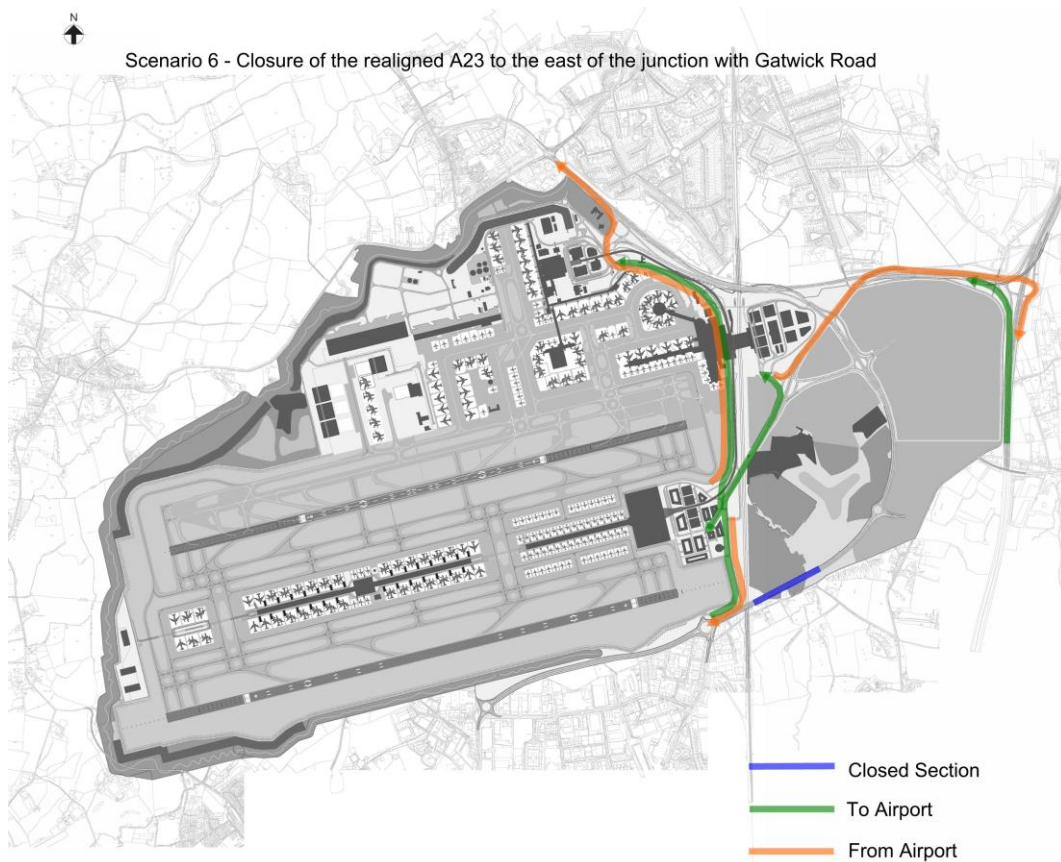 N
Scenario 6 - Closure of the realigned A23 to the east of the junction with Gatwick Road
Closed Section
To Airport
From Airport